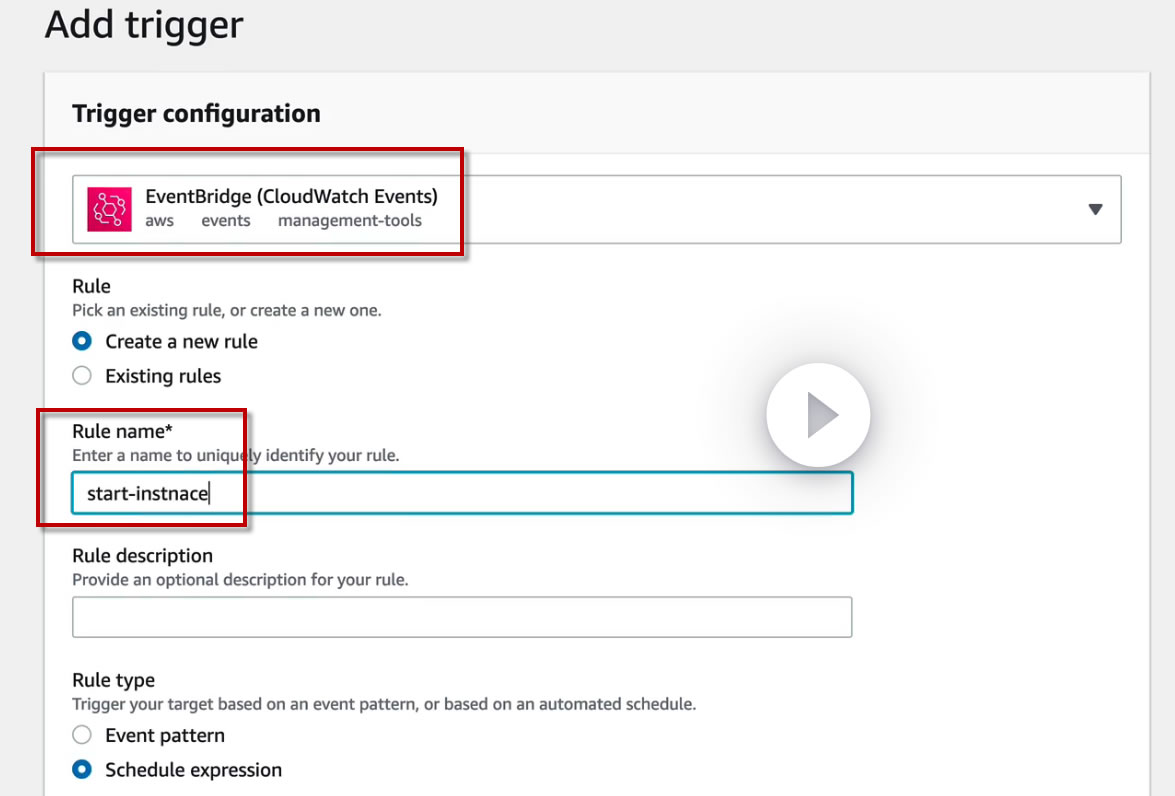 Add trigger
Trigger configuration
EventBridge (CloudWatch Events)
aws events management-tools
Rule
Pick an existing rule, or create a new one.
Create a new rule
Existing rules
Rule name*
Enter a name to uniquely identify your rule.
start-instnace
Rule description
Provide an optional description for your rule.
Rule type
Trigger your target based on an event pattern, or based on an automated schedule.
Event pattern
Schedule expression